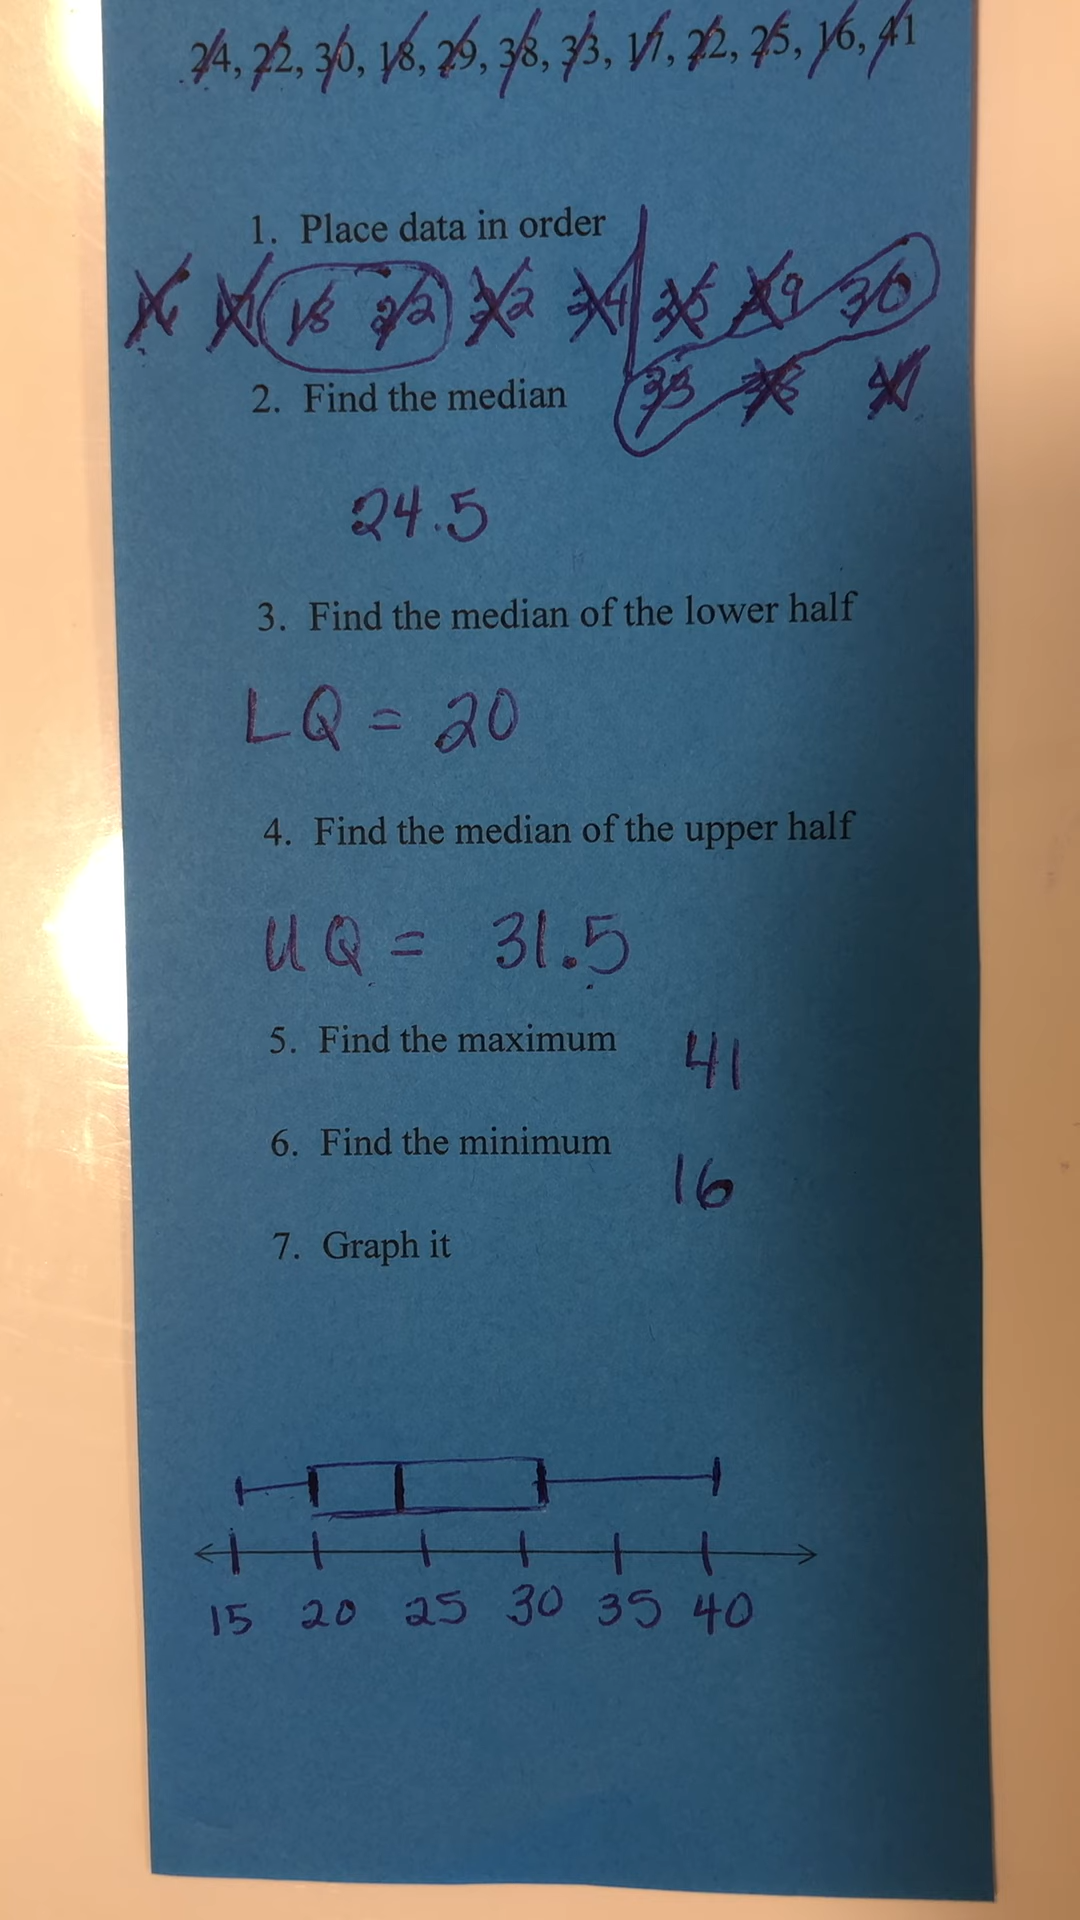 24, 22, 30, 18, 29, 38, 33, 17, 22, 25, 16, 41
1. Place data in order
16 17 18 22 22 24 25 29 30
33 38 41
2. Find the median
24.5
3. Find the median of the lower half
LQ = 20
4. Find the median of the upper half
UQ = 31.5
5. Find the maximum 41
6. Find the minimum 16
7. Graph it
15 20 25 30 35 40